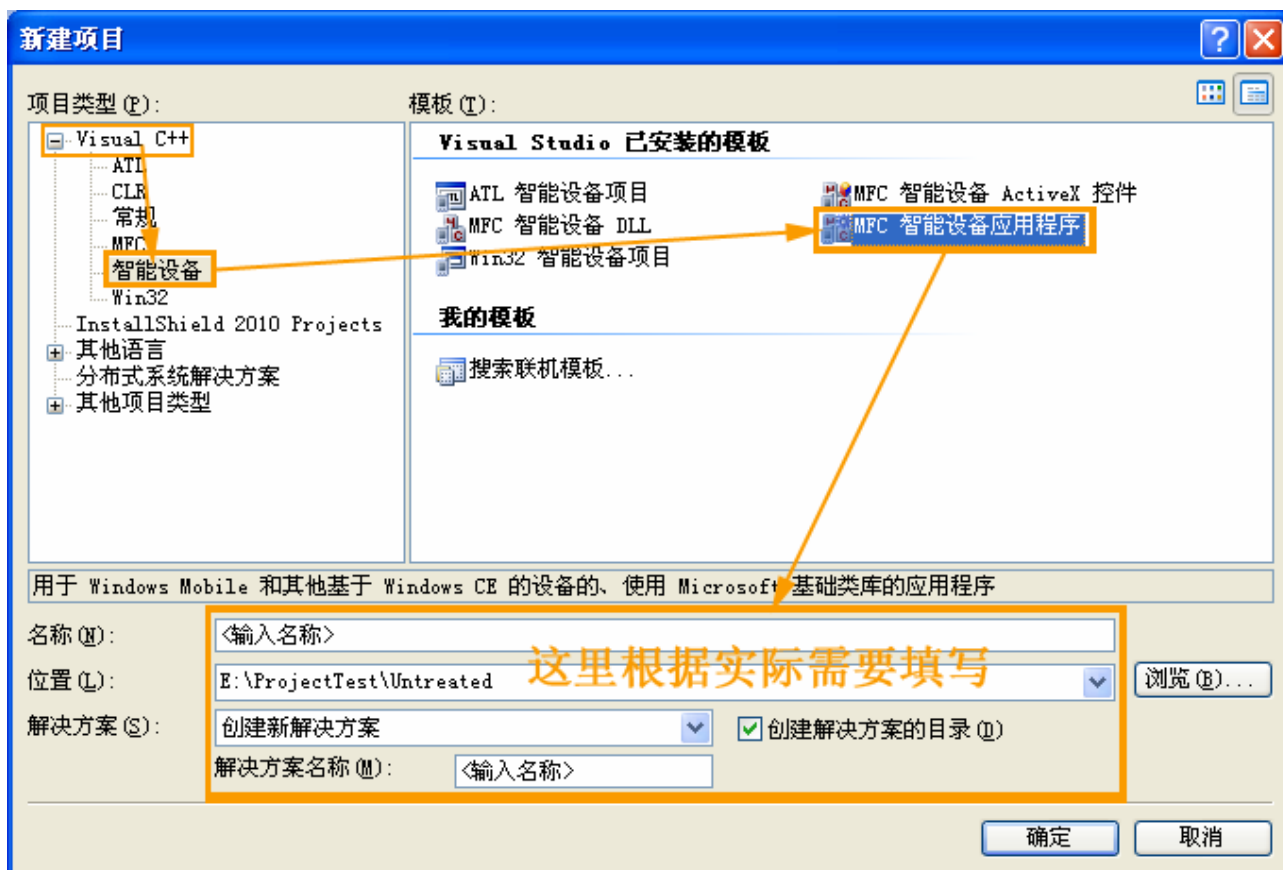 新建项目
项目类型(P):
模板(T):
Visual C++
ATL
CLR
常规
MFC
智能设备
Win32
InstallShield 2010 Projects
其他语言
分布式系统解决方案
其他项目类型
Visual Studio 已安装的模板
ATL 智能设备项目
MFC 智能设备 ActiveX 控件
MFC 智能设备 DLL
MFC 智能设备应用程序
Win32 智能设备项目
我的模板
搜索联机模板...
用于 Windows Mobile 和其他基于 Windows CE 的设备的、使用 Microsoft 基础类库的应用程序
名称(N):
<输入名称>
这里根据实际需要填写
位置(L):
E:\ProjectTest\Untreated
浏览(B)...
解决方案(S):
创建新解决方案
创建解决方案的目录(D)
解决方案名称(M):
<输入名称>
确定
取消